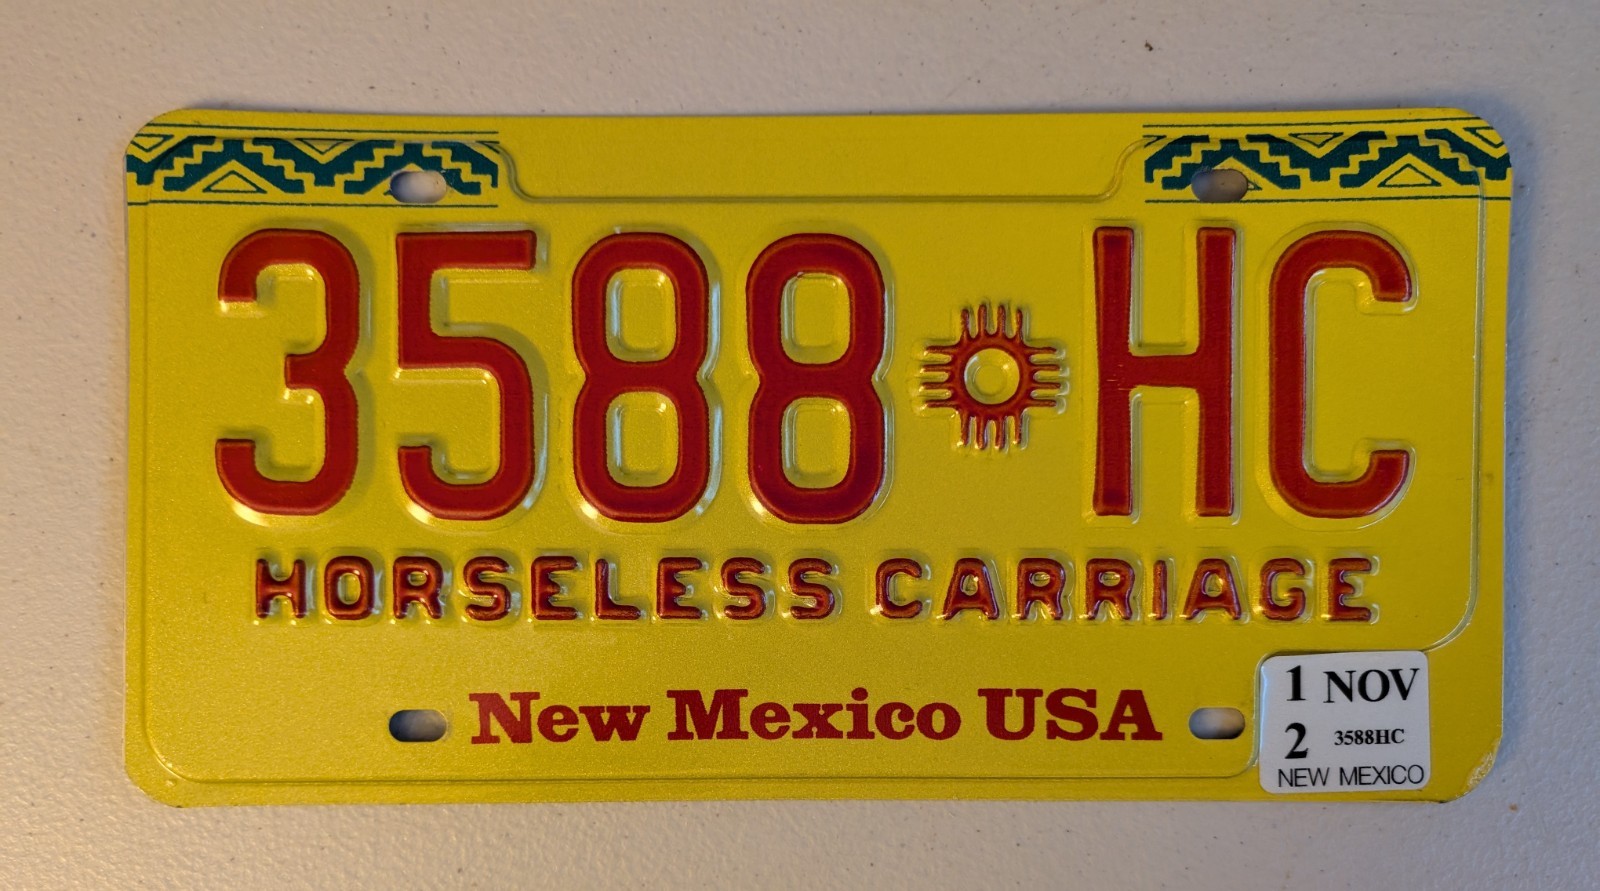 3588 HC
HORSELESS CARRIAGE
New Mexico USA
1 NOV
2 3588HC
NEW MEXICO